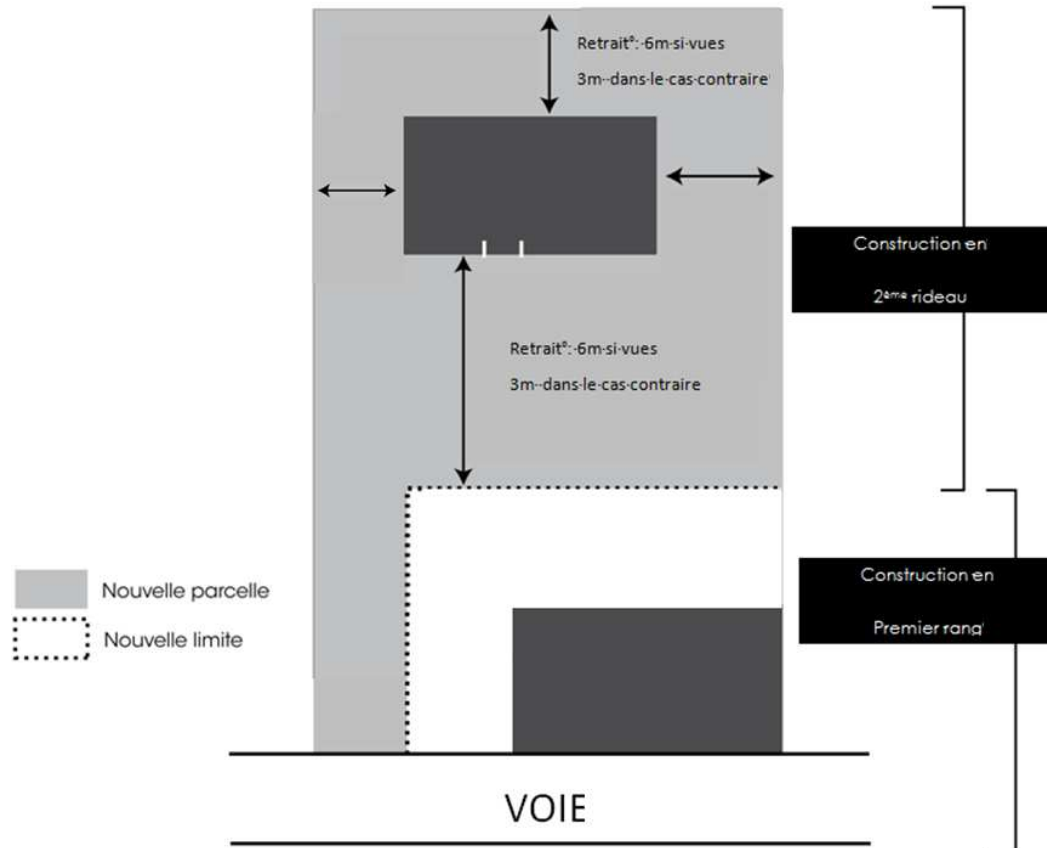 Retrait° : 6m si vues
3m dans le cas contraire
Construction en
2ème rideau
Retrait° : 6m si vues
3m dans le cas contraire
Nouvelle parcelle
Nouvelle limite
Construction en
Premier rang
VOIE